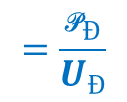 = 𝒫_Đ / U_Đ